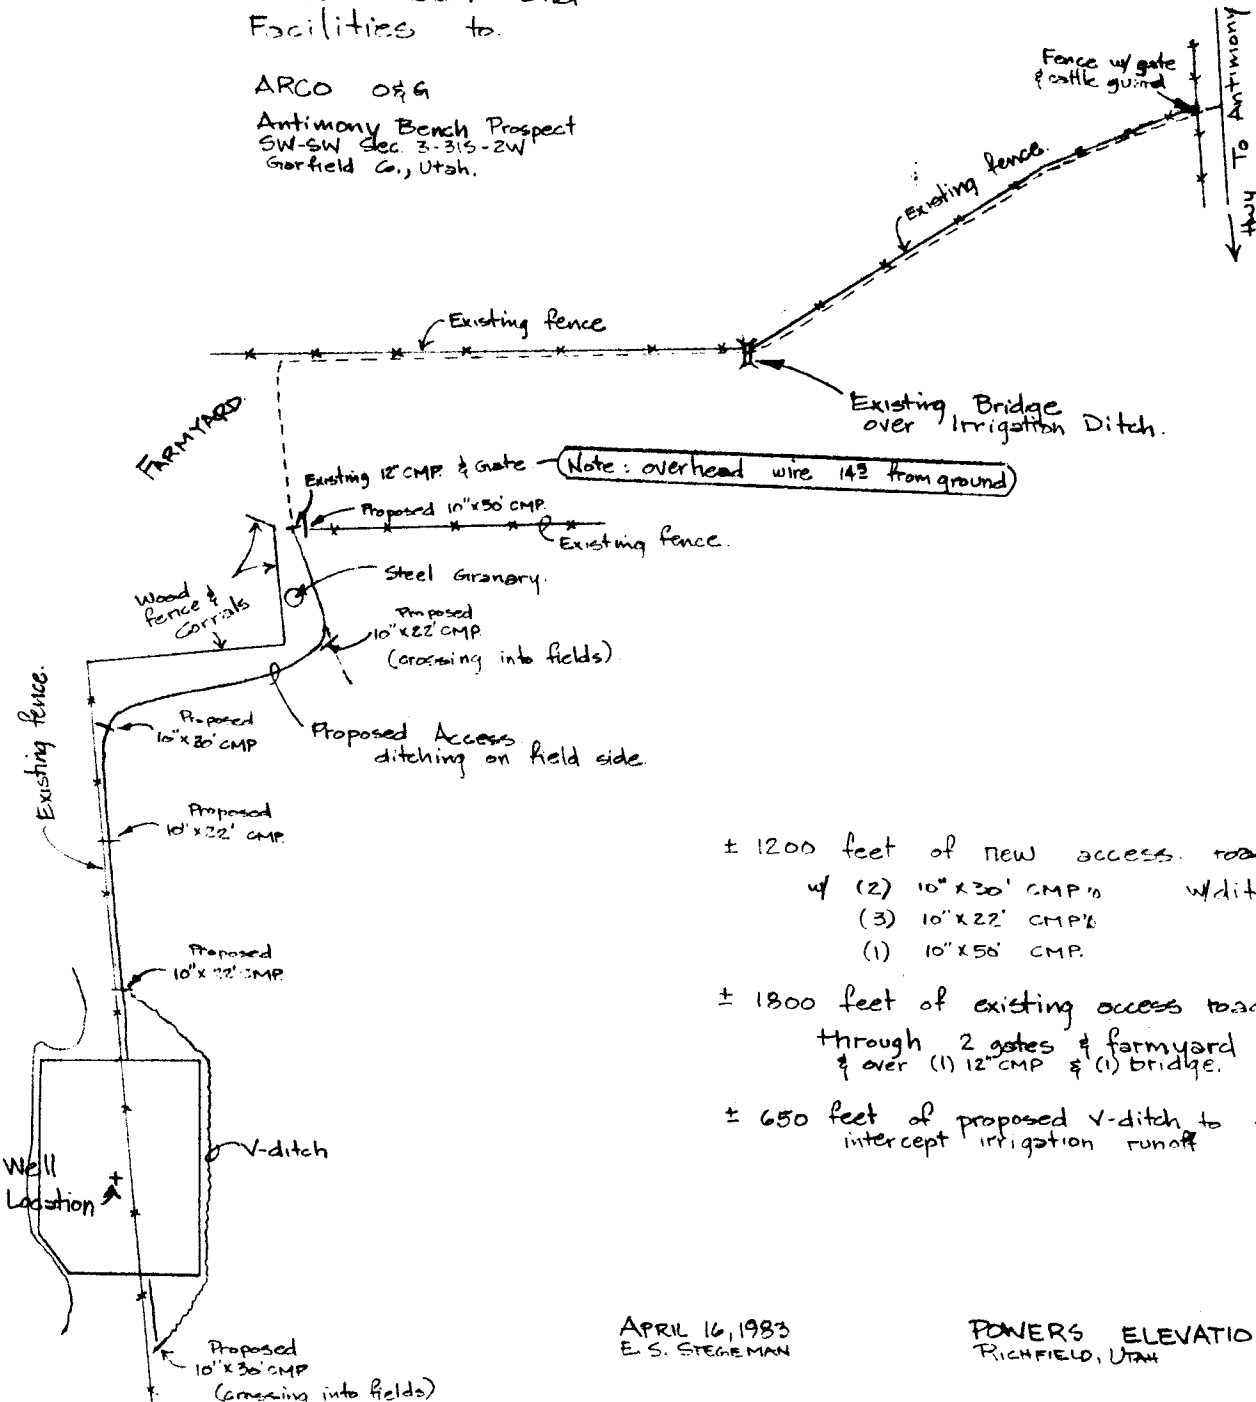 Facilities to.
ARCO O&G
Antimony Bench Prospect
SW-SW Sec. 3-31S-2W
Garfield Co., Utah.
Fence w/ gate
& cattle guard
Hwy To Antimony
Existing fence.
Existing fence
Existing Bridge
over Irrigation Ditch.
FARMYARD
Existing 12" CMP. & Gate
Note: overhead wire 14³ from ground
Proposed 10"x50' CMP.
Existing fence.
Steel Granary.
Wood
fence &
Corrals
Proposed
10"x22' CMP.
(crossing into fields)
Existing fence.
Proposed
10"x30' CMP
Proposed Access
ditching on field side.
Proposed
10"x22' CMP.
Proposed
10"x22' CMP.
± 1200 feet of new access
w/ (2) 10"x30' CMP's
(3) 10"x22' CMP's
(1) 10"x50' CMP.
± 1800 feet of existing access
through 2 gates & farmyard
& over (1) 12" CMP & (1) bridge.
± 650 feet of proposed V-ditch to
intercept irrigation runoff
V-ditch
Well
Location
Proposed
10"x30' CMP
(crossing into fields)
APRIL 16, 1983
E. S. STEGEMAN
POWERS ELEVATIO
RICHFIELD, UTAH